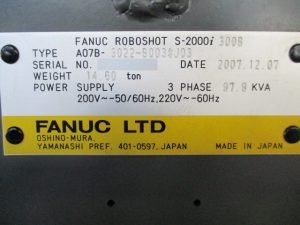 FANUC ROBOSHOT S-2000i 300B
TYPE A07B-
SERIAL NO. DATE 2007.12.07
WEIGHT 14.60 ton
POWER SUPPLY 3 PHASE 97.9 KVA
200V~50/60Hz,220V~60Hz
FANUC LTD
OSHINO-MURA,
YAMANASHI PREF. 401-0597, JAPAN MADE IN JAPAN